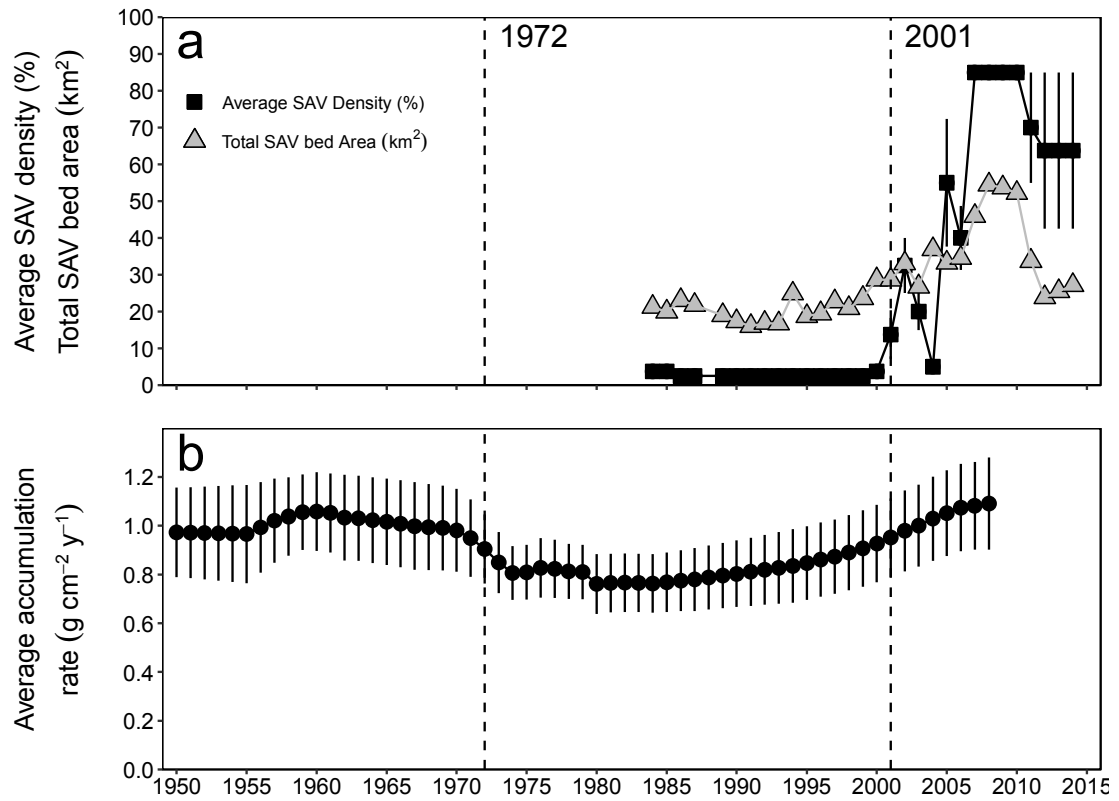 a
1972
2001
Average SAV density (%)
Total SAV bed area (km²)
100
90
80
70
60
50
40
30
20
10
0
Average SAV Density (%)
Total SAV bed Area (km²)
b
Average accumulation
rate (g cm⁻² y⁻¹)
1.2
1.0
0.8
0.6
0.4
0.2
0.0
1950 1955 1960 1965 1970 1975 1980 1985 1990 1995 2000 2005 2010 2015